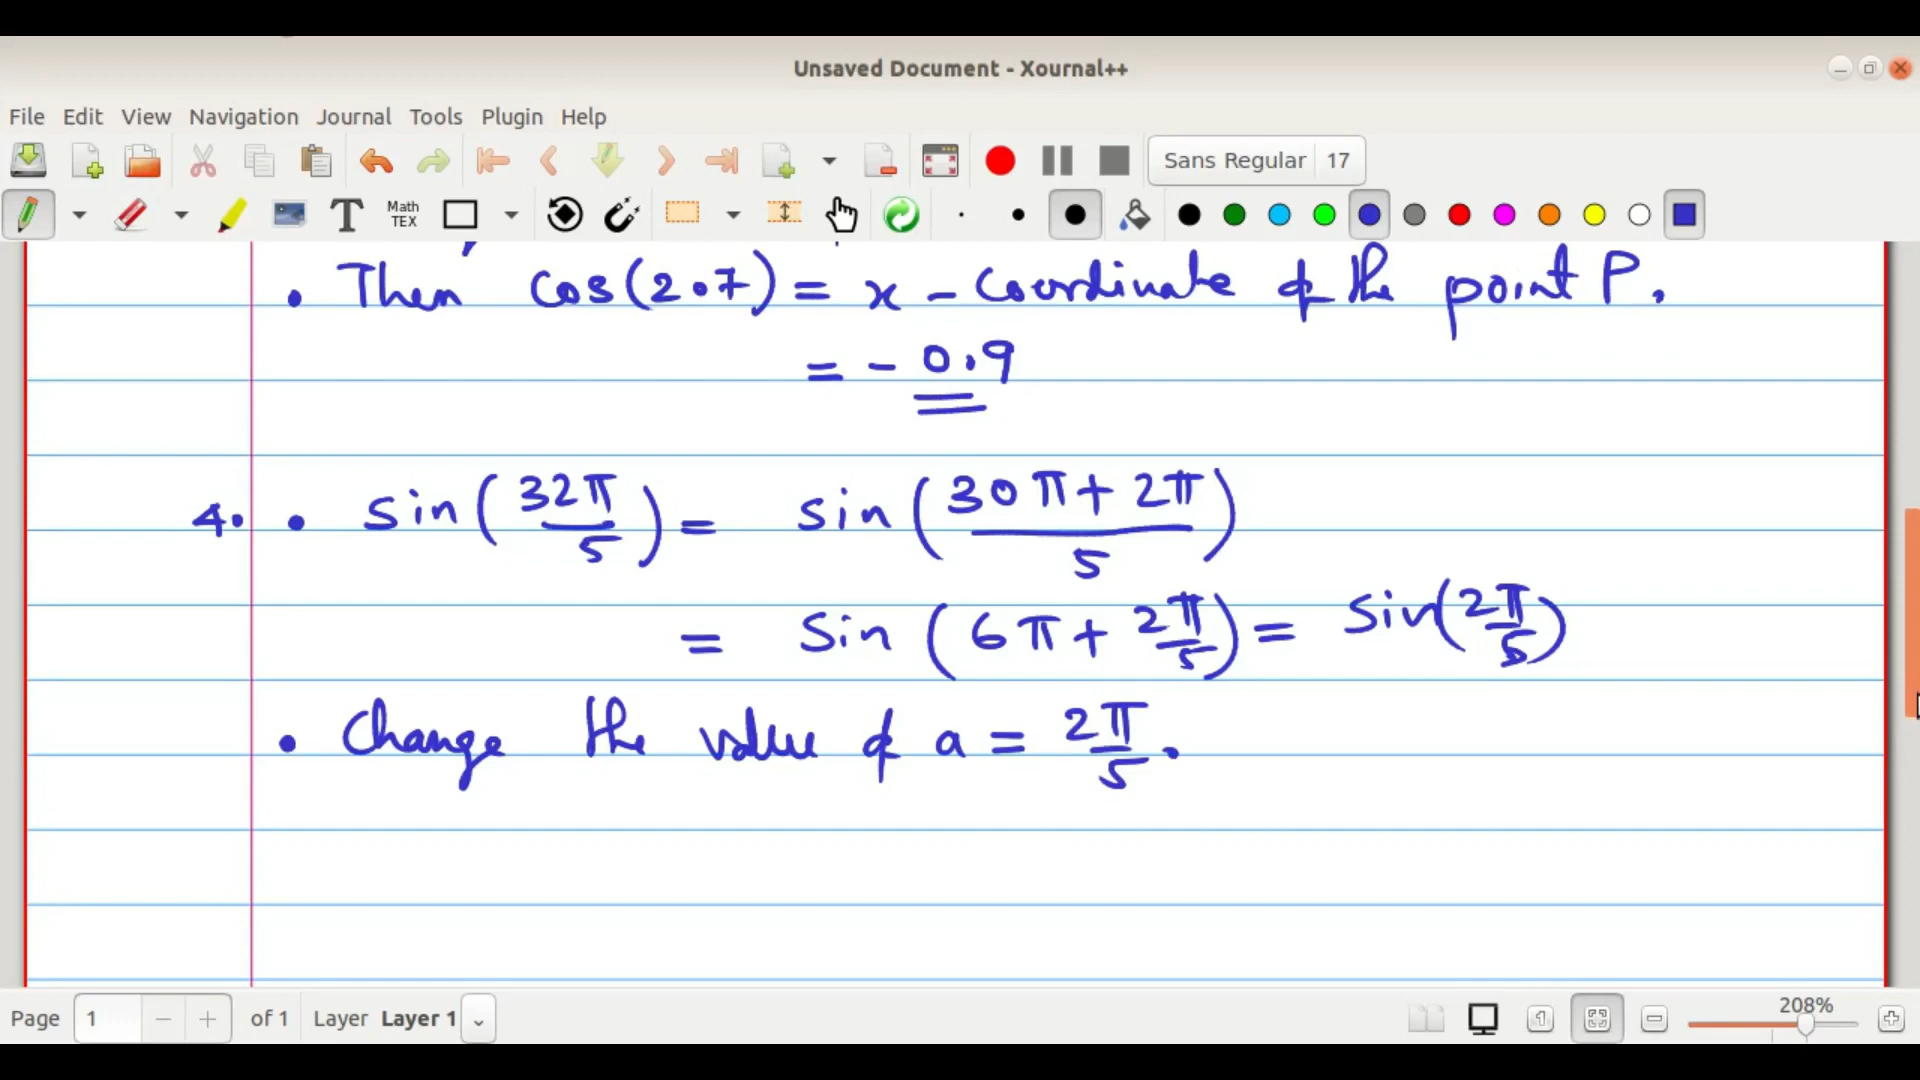 Unsaved Document - Xournal++
File Edit View Navigation Journal Tools Plugin Help
Sans Regular 17
T Math TEX
• Then cos(2.7) = x - coordinate of the point P.
= - 0.9
4. • sin(32π/5) = sin(30π + 2π/5)
= sin(6π + 2π/5) = sin(2π/5)
• Change the value of a = 2π/5.
208%
Page 1 of 1 Layer Layer 1